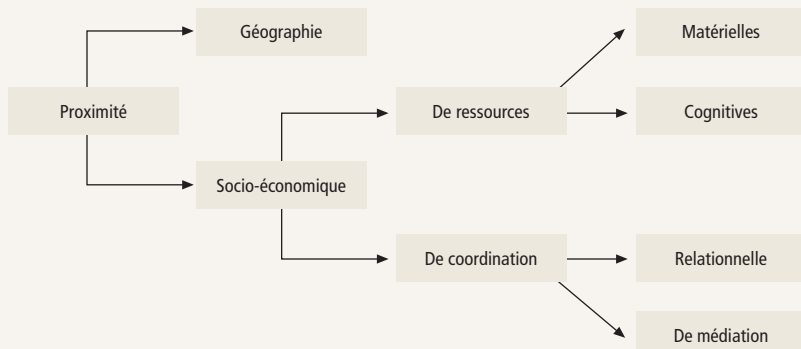 Géographie
Matérielles
Proximité
De ressources
Cognitives
Socio-économique
De coordination
Relationnelle
De médiation